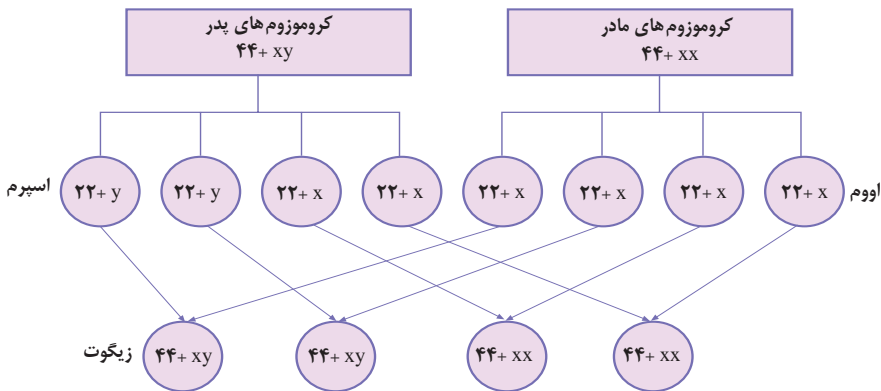 کروموزوم‌های مادر
۴۴+ xx
کروموزوم‌های پدر
۴۴+ xy
اووم
۲۲+ x
۲۲+ x
۲۲+ x
۲۲+ x
۲۲+ x
۲۲+ x
۲۲+ y
۲۲+ y
اسپرم
۴۴+ xx
۴۴+ xx
۴۴+ xy
۴۴+ xy
زیگوت